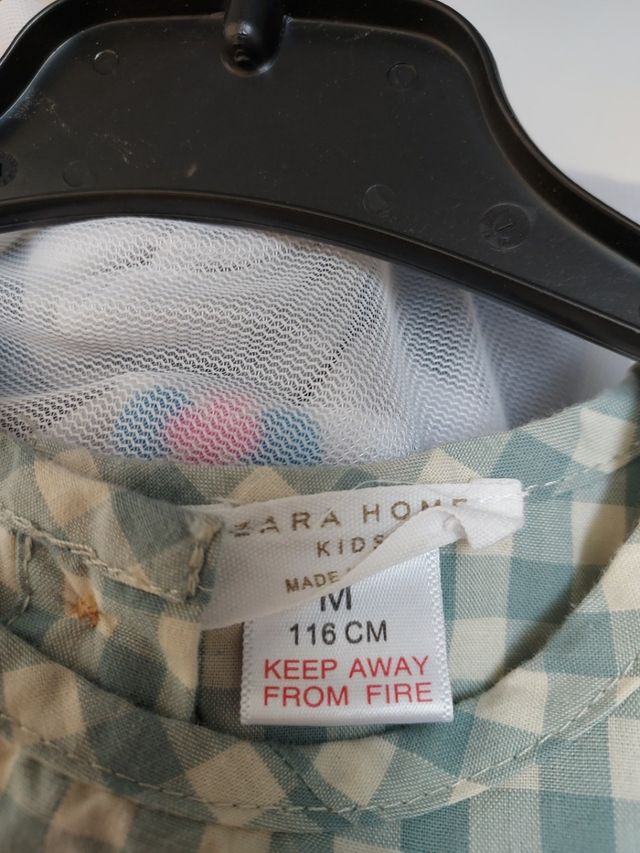 ZARA HOME
KIDS
MADE
M
116 CM
KEEP AWAY
FROM FIRE